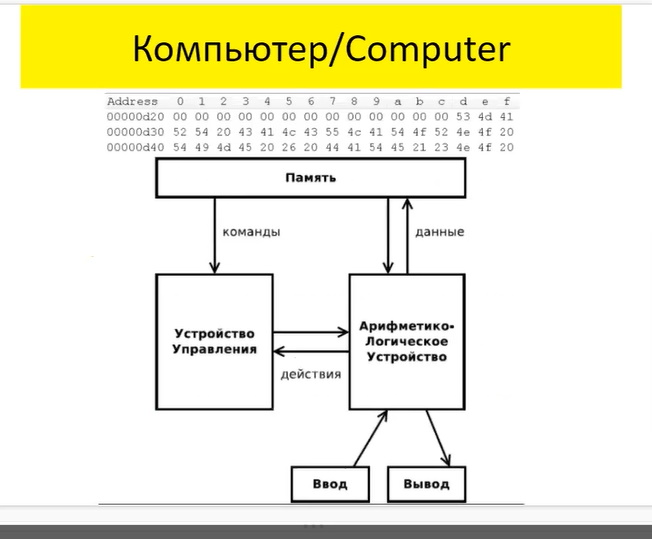 Компьютер/Computer
Address 0 1 2 3 4 5 6 7 8 9 a b c d e f
00000d20 00 00 00 00 00 00 00 00 00 00 00 00 00 53 4d 41
00000d30 52 54 20 43 41 4c 43 55 4c 41 54 4f 52 4e 4f 20
00000d40 54 49 4d 45 20 26 20 44 41 54 45 21 23 4e 4f 20
Память
команды
данные
Устройство
Управления
Арифметико-
Логическое
Устройство
действия
Ввод
Вывод